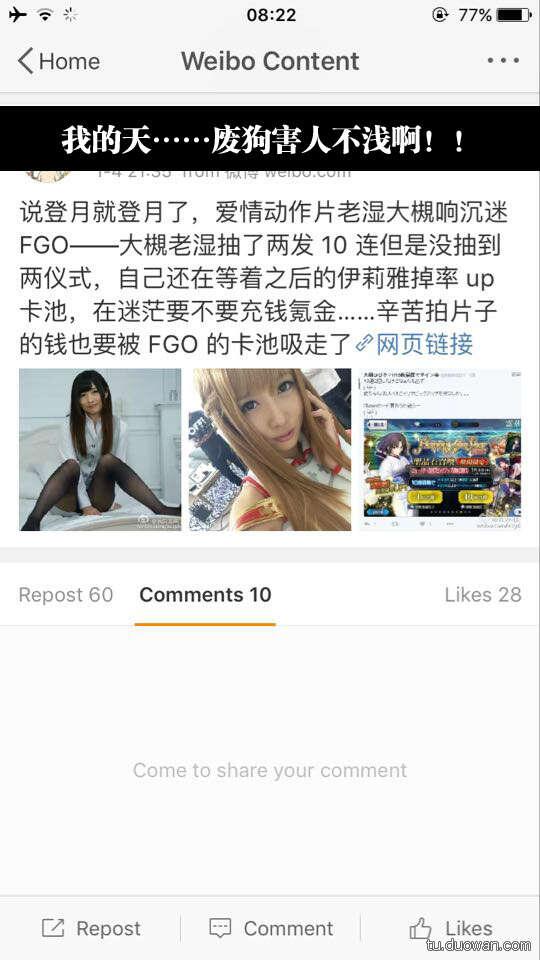 08:22
77%
Home
Weibo Content
我的天……废狗害人不浅啊！！
1-4 21:35 from 微博 weibo.com
说登月就登月了，爱情动作片老湿大槻响沉迷
FGO——大槻老湿抽了两发 10 连但是没抽到
两仪式，自己还在等着之后的伊莉雅掉率 up
卡池，在迷茫要不要充钱氪金……辛苦拍片子
的钱也要被 FGO 的卡池吸走了 网页链接
Repost 60
Comments 10
Likes 28
Come to share your comment
Repost
Comment
Likes
tu.duowan.com